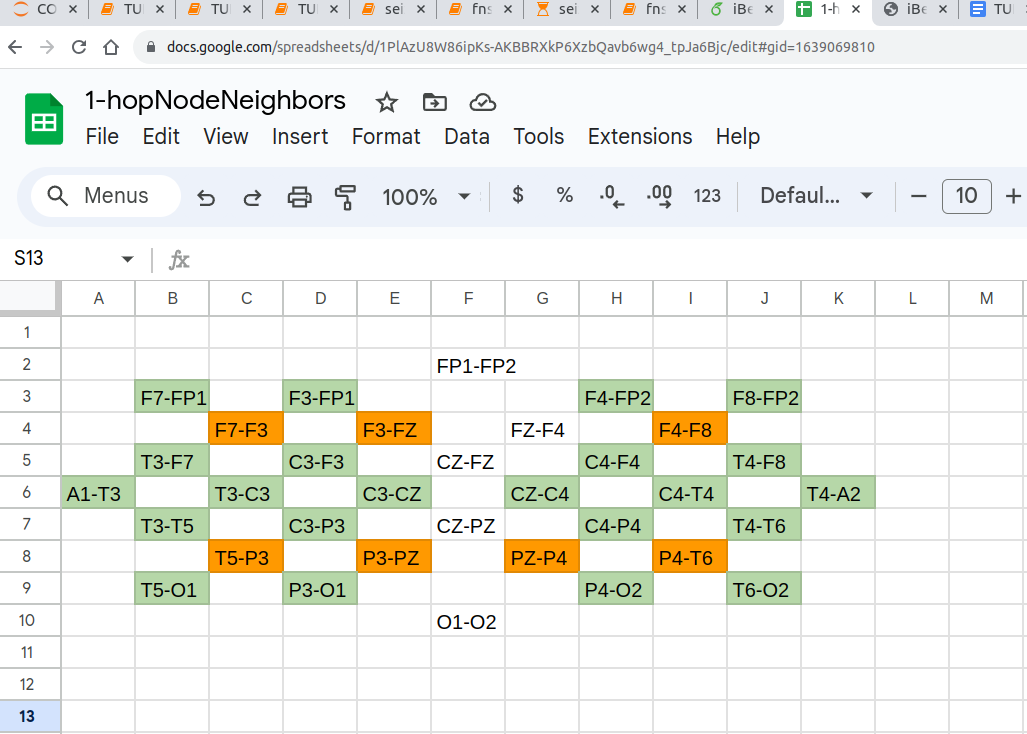 CO × TU × TU × TU × sei × fns × sei × fns × iBe × 1-h × iBe × TU
docs.google.com/spreadsheets/d/1PlAzU8W86ipKs-AKBBRXkP6XzbQavb6wg4_tpJa6Bjc/edit#gid=1639069810
1-hopNodeNeighbors
File Edit View Insert Format Data Tools Extensions Help
Menus 100% $ % .0 .00 123 Defaul... − 10 +
S13 fx
A B C D E F G H I J K L M
1
2 FP1-FP2
3 F7-FP1 F3-FP1 F4-FP2 F8-FP2
4 F7-F3 F3-FZ FZ-F4 F4-F8
5 T3-F7 C3-F3 CZ-FZ C4-F4 T4-F8
6 A1-T3 T3-C3 C3-CZ CZ-C4 C4-T4 T4-A2
7 T3-T5 C3-P3 CZ-PZ C4-P4 T4-T6
8 T5-P3 P3-PZ PZ-P4 P4-T6
9 T5-O1 P3-O1 P4-O2 T6-O2
10 O1-O2
11
12
13